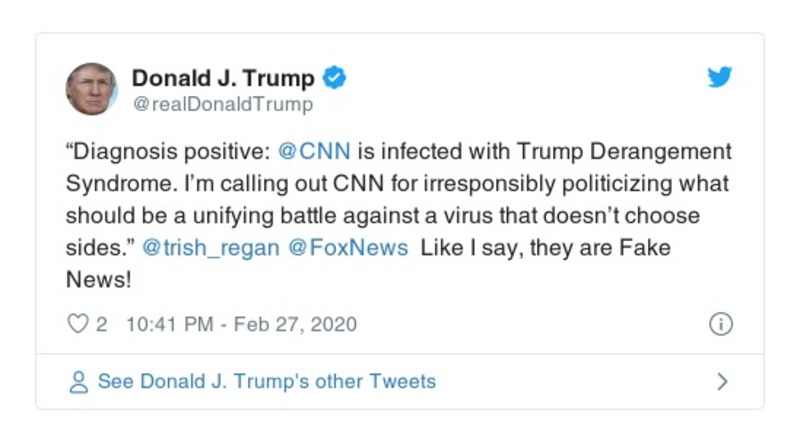 Donald J. Trump
@realDonaldTrump
“Diagnosis positive: @CNN is infected with Trump Derangement
Syndrome. I’m calling out CNN for irresponsibly politicizing what
should be a unifying battle against a virus that doesn’t choose
sides.” @trish_regan @FoxNews  Like I say, they are Fake
News!
2 10:41 PM - Feb 27, 2020
See Donald J. Trump's other Tweets